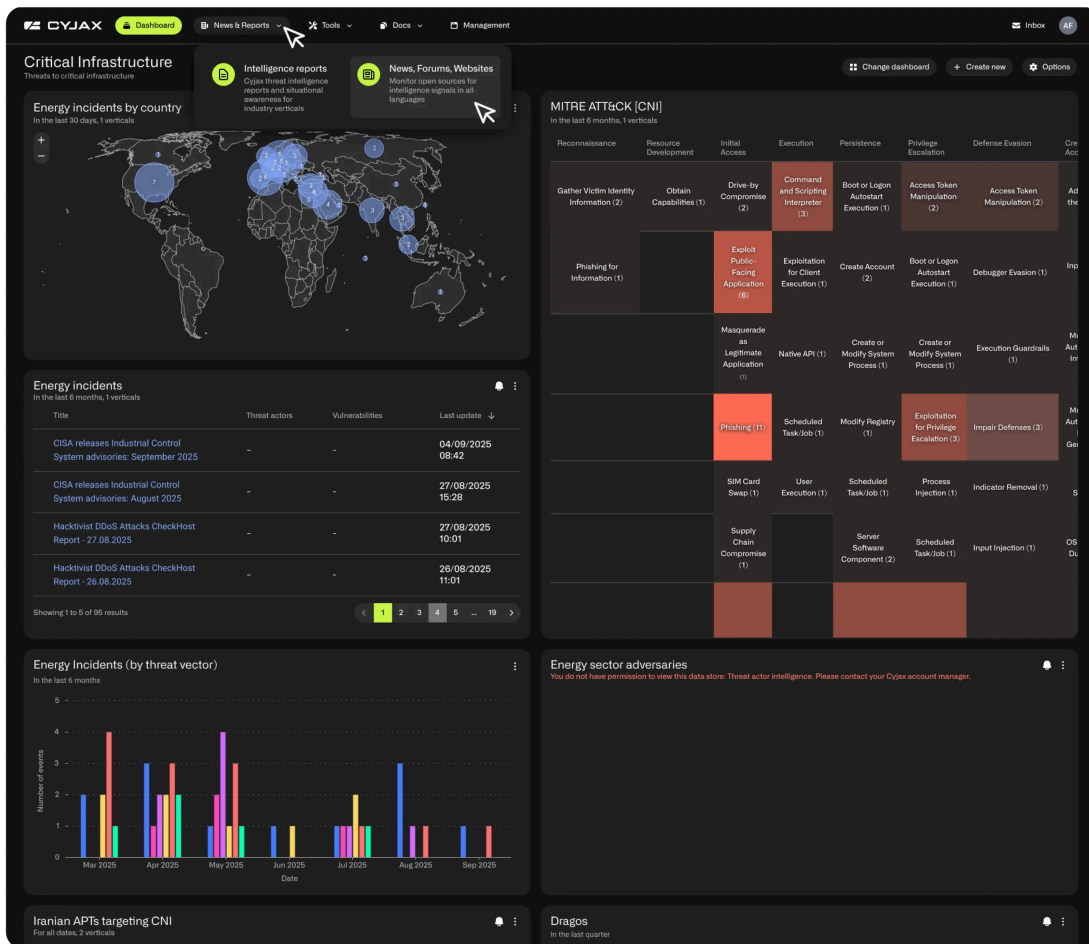 CYJAX
Dashboard
News & Reports
Tools
Docs
Management
Inbox
AF
Critical Infrastructure
Threats to critical infrastructure
Intelligence reports
Cyjax threat intelligence
reports and situational
awareness for
industry verticals
News, Forums, Websites
Monitor open sources for
intelligence signals in all
languages
Change dashboard
+ Create new
Options
Energy incidents by country
In the last 30 days, 1 verticals
+
−
7
2
3
4
3
3
2
MITRE ATT&CK [CNI]
In the last 6 months, 1 verticals
Reconnaissance
Resource
Development
Initial
Access
Execution
Persistence
Privilege
Escalation
Defense Evasion
Gather Victim Identity
Information (2)
Obtain
Capabilities (1)
Drive-by
Compromise
(2)
Command
and Scripting
Interpreter
(3)
Boot or Logon
Autostart
Execution (1)
Access Token
Manipulation
(2)
Access Token
Manipulation (2)
Phishing for
Information (1)
Exploit
Public-
Facing
Application
(6)
Exploitation
for Client
Execution (1)
Create Account
(2)
Boot or Logon
Autostart
Execution (1)
Debugger Evasion (1)
Masquerade
as
Legitimate
Application
(1)
Native API (1)
Create or
Modify System
Process (1)
Create or
Modify System
Process (1)
Execution Guardrails
(1)
Phishing (11)
Scheduled
Task/Job (1)
Modify Registry
(1)
Exploitation
for Privilege
Escalation (3)
Impair Defenses (3)
SIM Card
Swap (1)
User
Execution (1)
Scheduled
Task/Job (1)
Process
Injection (1)
Indicator Removal (1)
Supply
Chain
Compromise
(1)
Server
Software
Component (2)
Scheduled
Task/Job (1)
Input Injection (1)
Energy incidents
In the last 6 months, 1 verticals
Title
Threat actors
Vulnerabilities
Last update ↓
CISA releases Industrial Control
System advisories: September 2025
-
-
04/09/2025
08:42
CISA releases Industrial Control
System advisories: August 2025
-
-
27/08/2025
15:28
Hacktivist DDoS Attacks CheckHost
Report - 27.08.2025
-
-
27/08/2025
10:01
Hacktivist DDoS Attacks CheckHost
Report - 26.08.2025
-
-
26/08/2025
11:01
Showing 1 to 5 of 95 results
< 1 2 3 4 5 … 19 >
Energy Incidents (by threat vector)
In the last 6 months
Number of events
5
4
3
2
1
0
Mar 2025
Apr 2025
May 2025
Jun 2025
Jul 2025
Aug 2025
Sep 2025
Date
Energy sector adversaries
You do not have permission to view this data store: Threat actor intelligence. Please contact your Cyjax account manager.
Iranian APTs targeting CNI
For all dates, 2 verticals
Dragos
In the last quarter